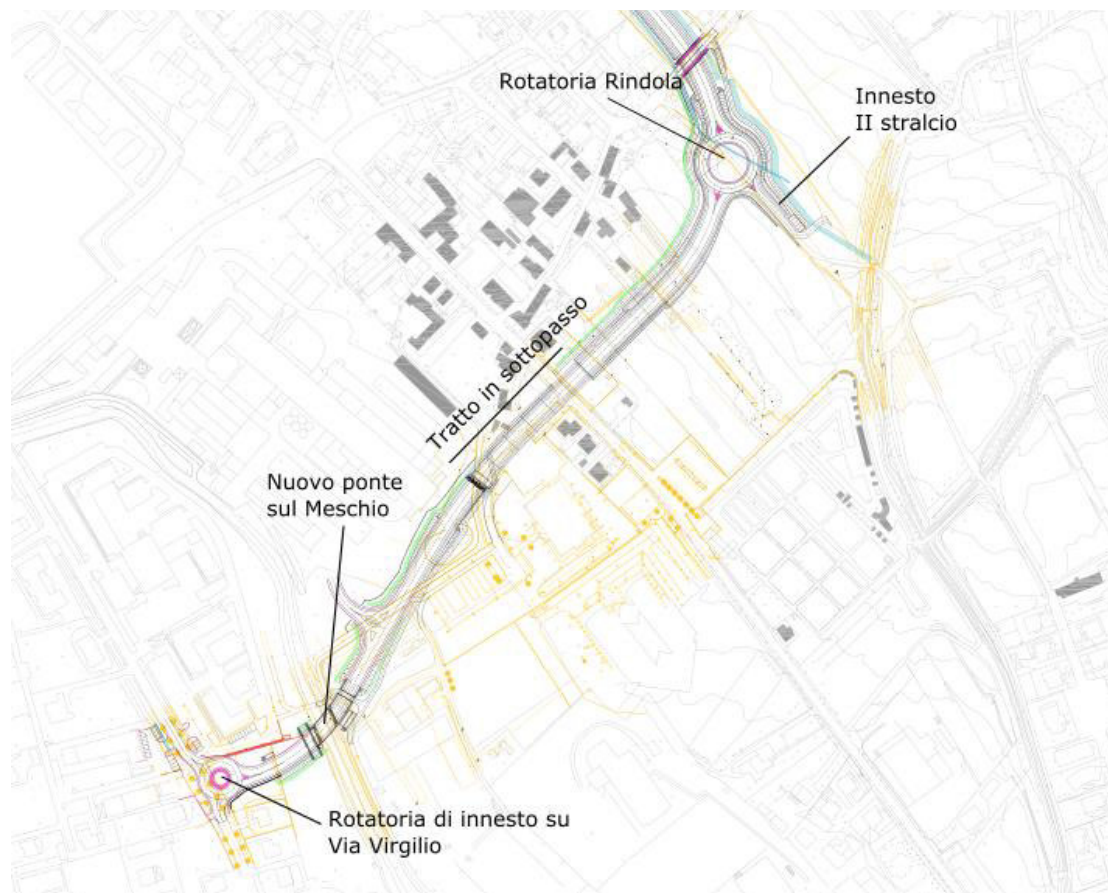 Rotatoria Rindola
Innesto
II stralcio
Tratto in sottopasso
Nuovo ponte
sul Meschio
Rotatoria di innesto su
Via Virgilio